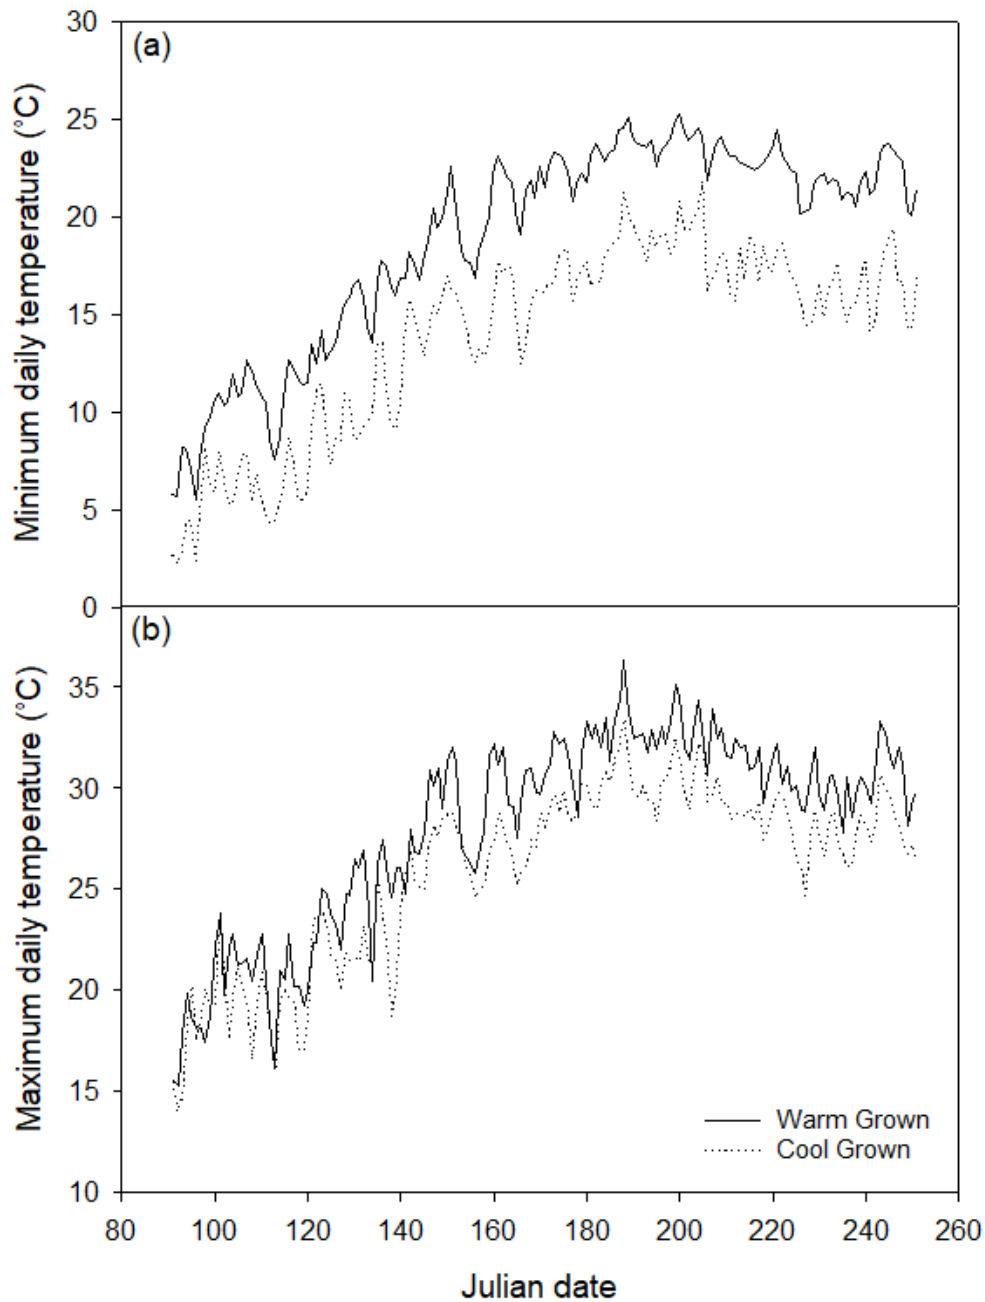 (a)
Minimum daily temperature (°C)
30
25
20
15
10
5
0
(b)
Maximum daily temperature (°C)
35
30
25
20
15
10
Warm Grown
Cool Grown
80 100 120 140 160 180 200 220 240 260
Julian date